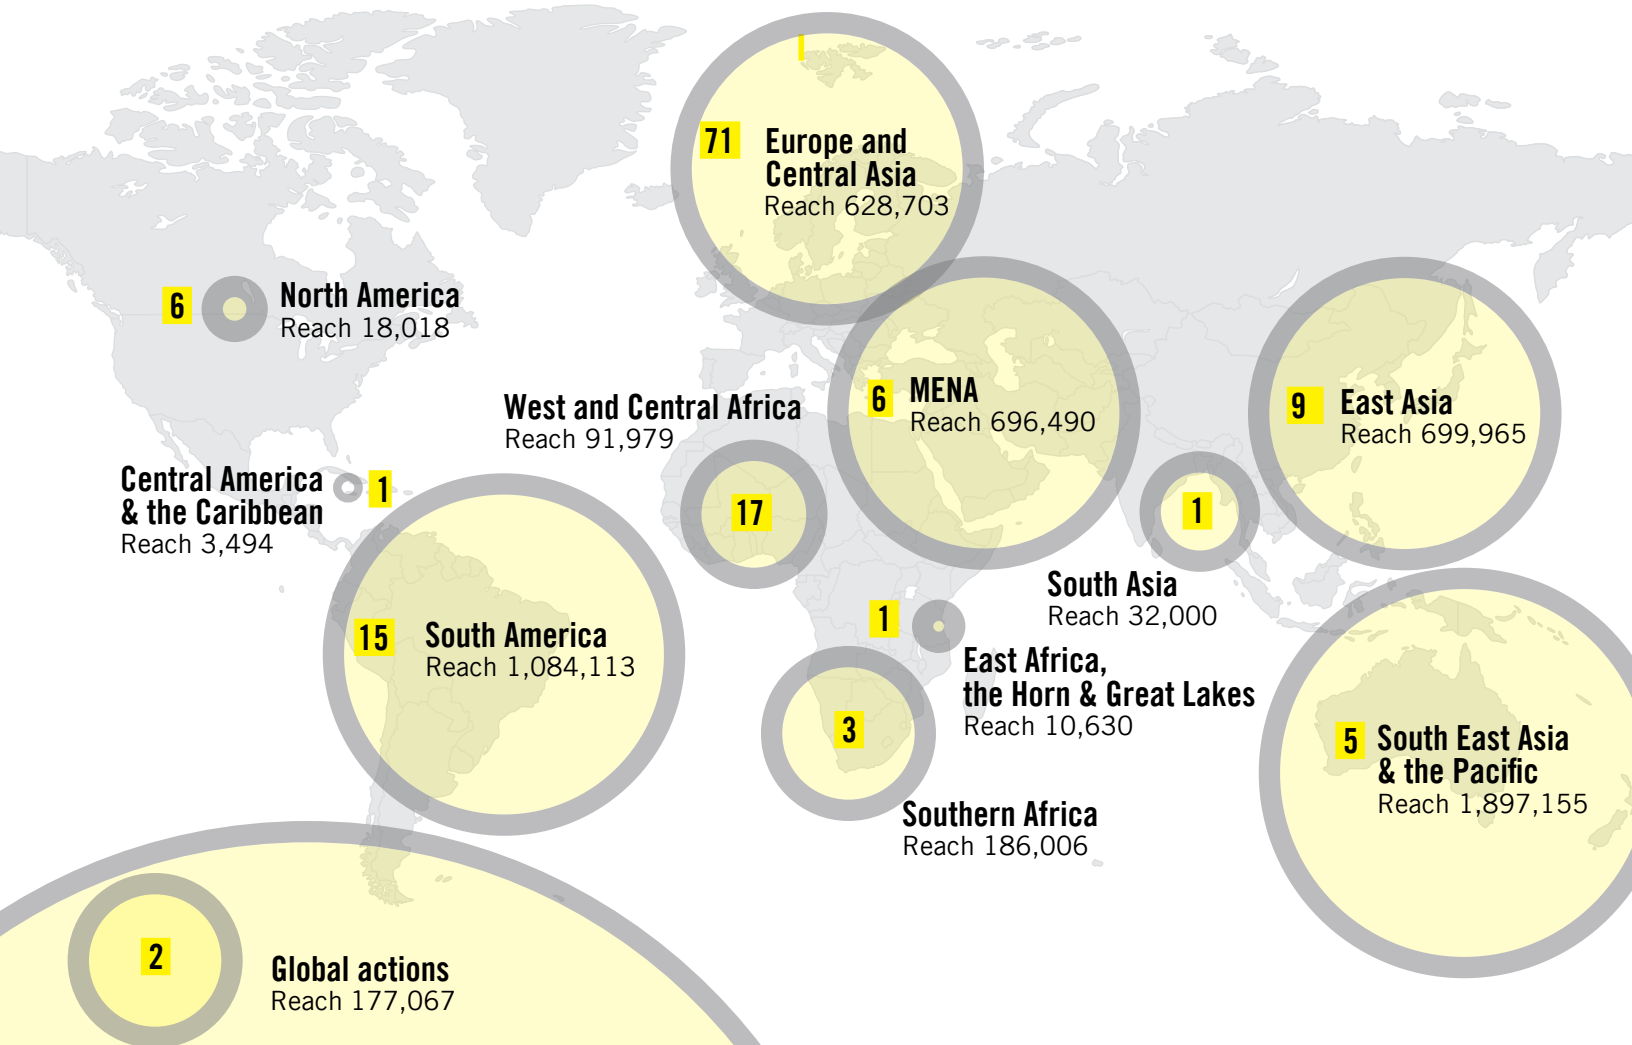 71
Europe and
Central Asia
Reach 628,703
6
North America
Reach 18,018
West and Central Africa
Reach 91,979
17
6
MENA
Reach 696,490
9
East Asia
Reach 699,965
Central America
& the Caribbean
Reach 3,494
1
1
South Asia
Reach 32,000
15
South America
Reach 1,084,113
1
East Africa,
the Horn & Great Lakes
Reach 10,630
3
Southern Africa
Reach 186,006
5
South East Asia
& the Pacific
Reach 1,897,155
2
Global actions
Reach 177,067